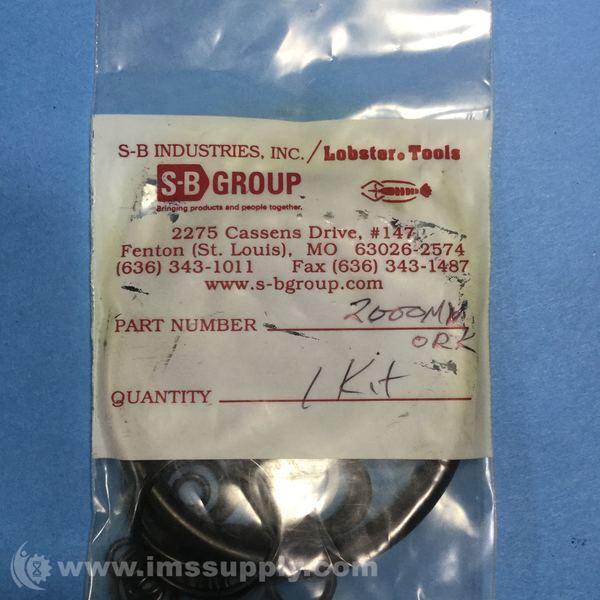 S-B INDUSTRIES, INC. / Lobster® Tools
S-B GROUP
Bringing products and people together.
2275 Cassens Drive, #147
Fenton (St. Louis), MO 63026-2574
(636) 343-1011 Fax (636) 343-1487
www.s-bgroup.com
PART NUMBER 2000MM
ORK
QUANTITY 1 Kit
www.imssupply.com